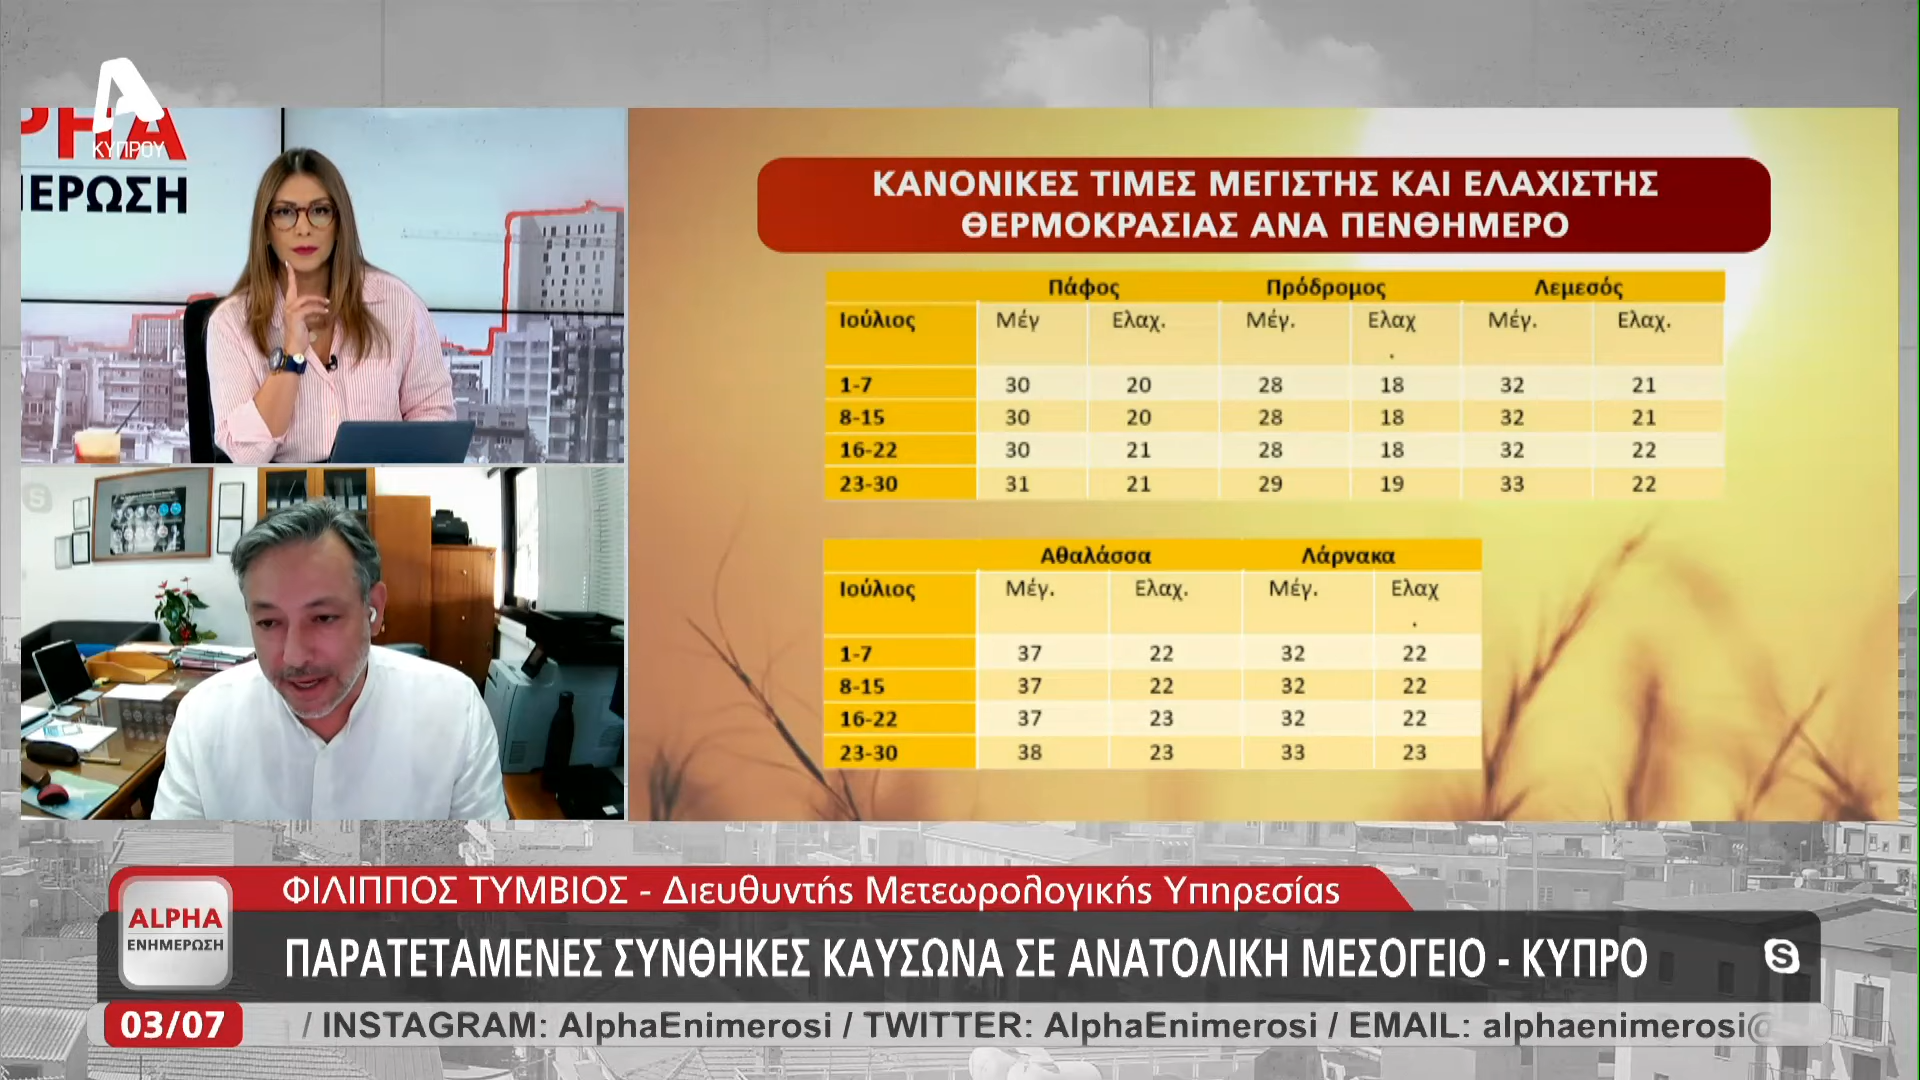 ΚΥΠΡΟΥ
ΡΗΑ
ΜΕΡΩΣΗ
ΚΑΝΟΝΙΚΕΣ ΤΙΜΕΣ ΜΕΓΙΣΤΗΣ ΚΑΙ ΕΛΑΧΙΣΤΗΣ
ΘΕΡΜΟΚΡΑΣΙΑΣ ΑΝΑ ΠΕΝΘΗΜΕΡΟ
Πάφος Πρόδρομος Λεμεσός
Ιούλιος Μέγ Ελαχ. Μέγ. Ελαχ. Μέγ. Ελαχ.
1-7 30 20 28 18 32 21
8-15 30 20 28 18 32 21
16-22 30 21 28 18 32 22
23-30 31 21 29 19 33 22
Αθαλάσσα Λάρνακα
Ιούλιος Μέγ. Ελαχ. Μέγ. Ελαχ.
1-7 37 22 32 22
8-15 37 22 32 22
16-22 37 23 32 22
23-30 38 23 33 23
ΦΙΛΙΠΠΟΣ ΤΥΜΒΙΟΣ - Διευθυντής Μετεωρολογικής Υπηρεσίας
ALPHA
ΕΝΗΜΕΡΩΣΗ
ΠΑΡΑΤΕΤΑΜΕΝΕΣ ΣΥΝΘΗΚΕΣ ΚΑΥΣΩΝΑ ΣΕ ΑΝΑΤΟΛΙΚΗ ΜΕΣΟΓΕΙΟ - ΚΥΠΡΟ
03/07 / INSTAGRAM: AlphaEnimerosi / TWITTER: AlphaEnimerosi / EMAIL: alphaenimerosi@